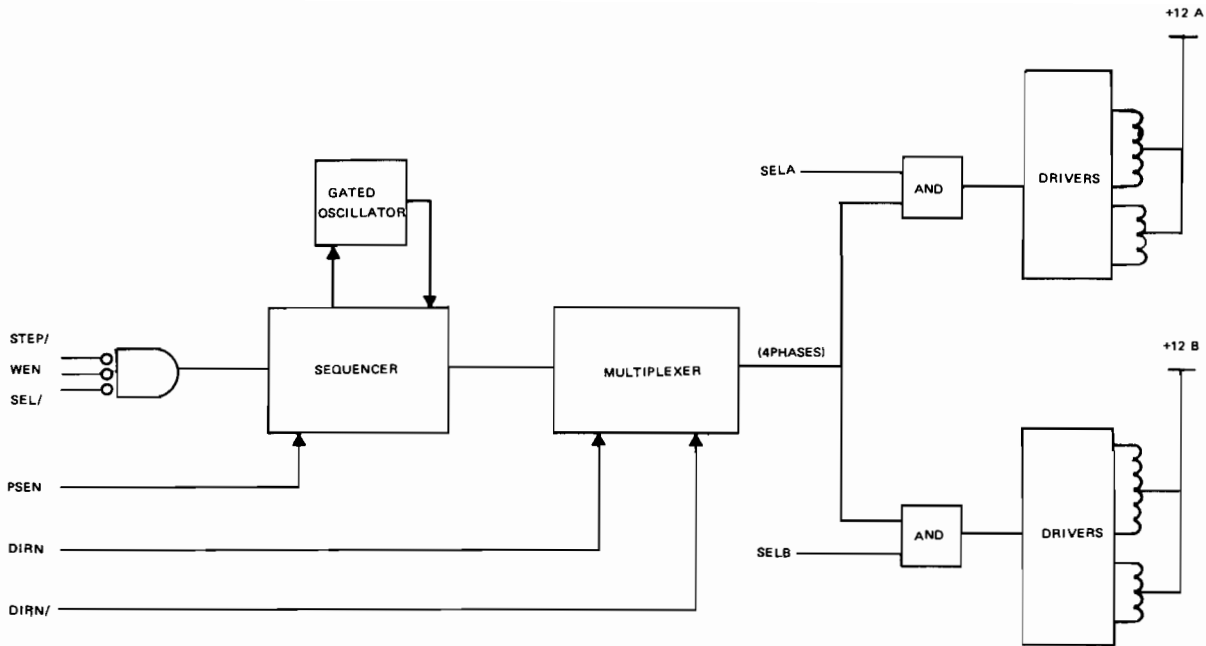 +12 A
GATED
OSCILLATOR
SELA
AND
DRIVERS
STEP/
WEN
SEL/
SEQUENCER
MULTIPLEXER
(4PHASES)
+12 B
PSEN
DIRN
SELB
AND
DRIVERS
DIRN/